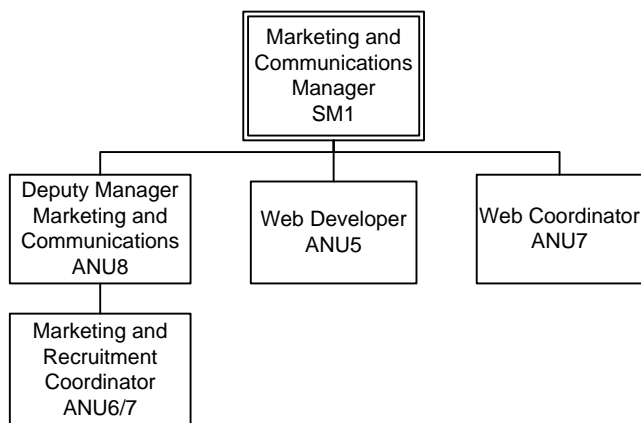 Marketing and
Communications
Manager
SM1
Deputy Manager
Marketing and
Communications
ANU8
Web Developer
ANU5
Web Coordinator
ANU7
Marketing and
Recruitment
Coordinator
ANU6/7